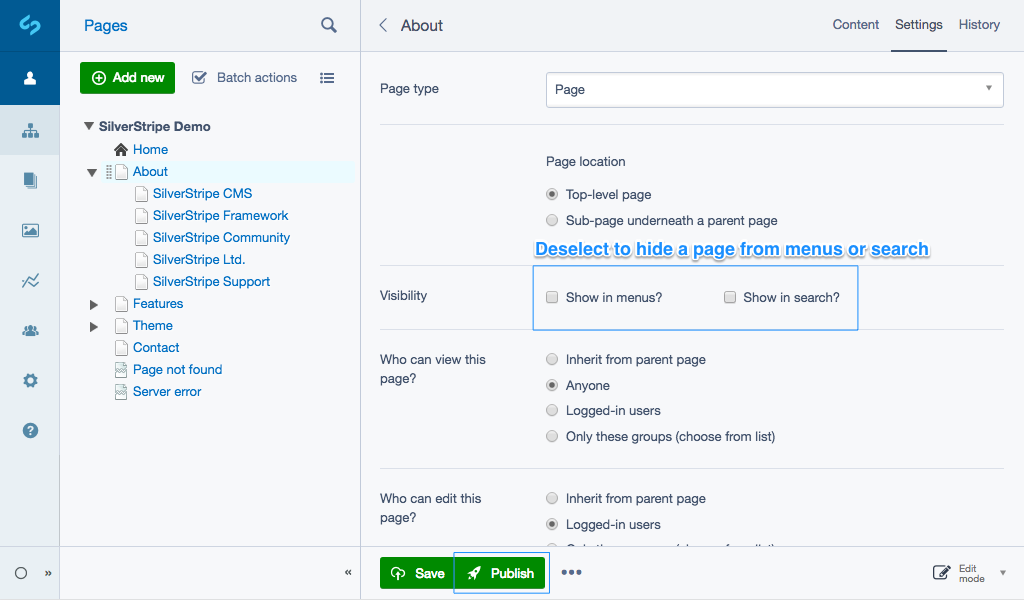 Pages
About
Content Settings History
Add new
Batch actions
SilverStripe Demo
Home
About
SilverStripe CMS
SilverStripe Framework
SilverStripe Community
SilverStripe Ltd.
SilverStripe Support
Features
Theme
Contact
Page not found
Server error
Page type
Page
Page location
Top-level page
Sub-page underneath a parent page
Deselect to hide a page from menus or search
Visibility
Show in menus?
Show in search?
Who can view this
page?
Inherit from parent page
Anyone
Logged-in users
Only these groups (choose from list)
Who can edit this
page?
Inherit from parent page
Logged-in users
»
«
Save
Publish
•••
Edit
mode